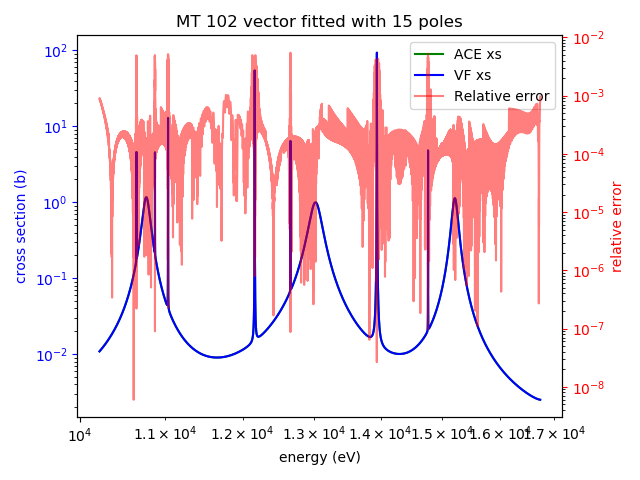 MT 102 vector fitted with 15 poles
ACE xs
VF xs
Relative error
cross section (b)
10²
10¹
10⁰
10⁻¹
10⁻²
relative error
10⁻²
10⁻³
10⁻⁴
10⁻⁵
10⁻⁶
10⁻⁷
10⁻⁸
10⁴ 1.1 × 10⁴ 1.2 × 10⁴ 1.3 × 10⁴ 1.4 × 10⁴ 1.5 × 10⁴ 1.6 × 10⁴ 1.7 × 10⁴
energy (eV)